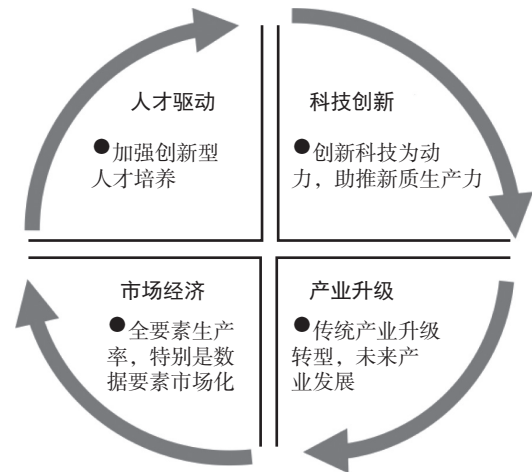 人才驱动
●加强创新型
人才培养
科技创新
●创新科技为动
力，助推新质生产力
市场经济
●全要素生产
率，特别是数
据要素市场化
产业升级
●传统产业升级
转型，未来产
业发展